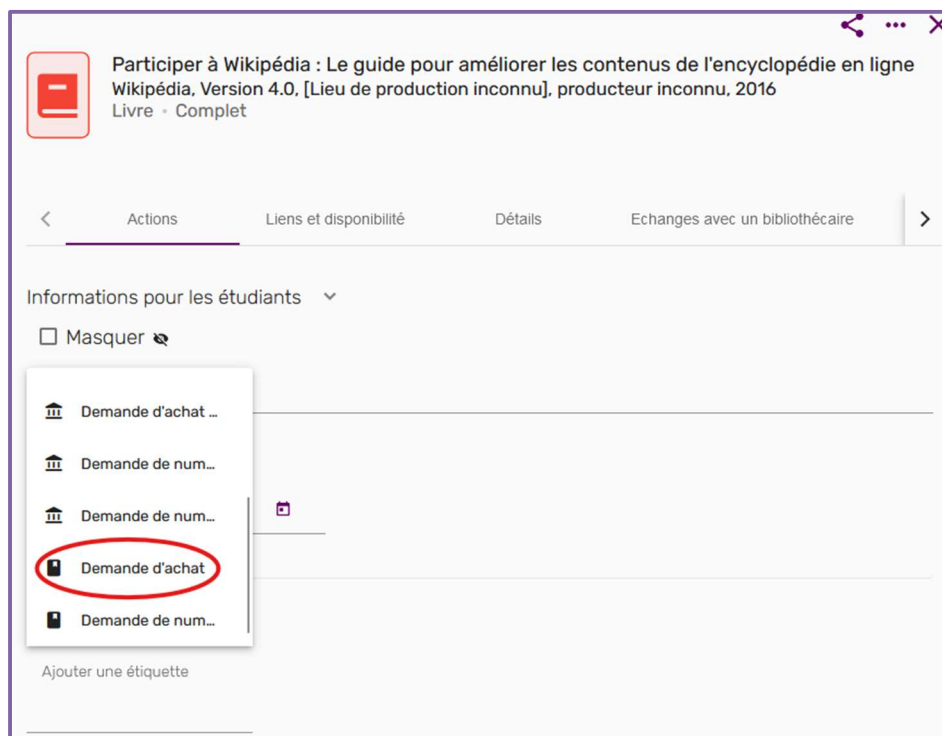 Participer à Wikipédia : Le guide pour améliorer les contenus de l'encyclopédie en ligne
Wikipédia, Version 4.0, [Lieu de production inconnu], producteur inconnu, 2016
Livre • Complet
Actions Liens et disponibilité Détails Echanges avec un bibliothécaire
Informations pour les étudiants
Masquer
Demande d'achat ...
Demande de num...
Demande de num...
Demande d'achat
Demande de num...
Ajouter une étiquette